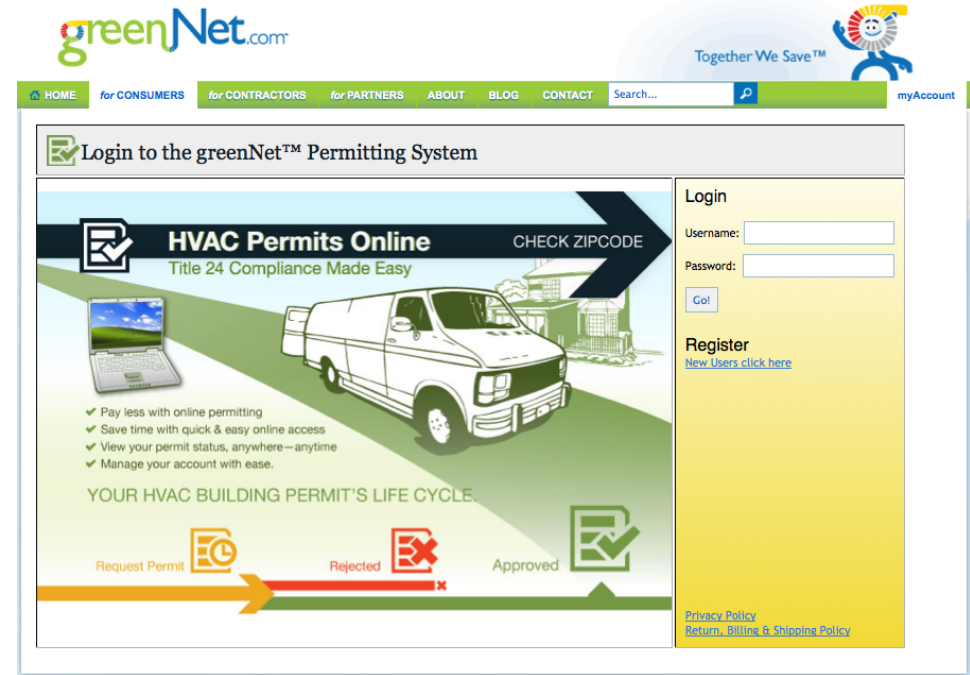 greenNet.com
Together We Save™
HOME for CONSUMERS for CONTRACTORS for PARTNERS ABOUT BLOG CONTACT Search... myAccount
Login to the greenNet™ Permitting System
HVAC Permits Online
CHECK ZIPCODE
Title 24 Compliance Made Easy
Pay less with online permitting
Save time with quick & easy online access
View your permit status, anywhere—anytime
Manage your account with ease.
YOUR HVAC BUILDING PERMIT'S LIFE CYCLE.
Request Permit
Rejected
Approved
Login
Username:
Password:
Go!
Register
New Users click here
Privacy Policy
Return, Billing & Shipping Policy